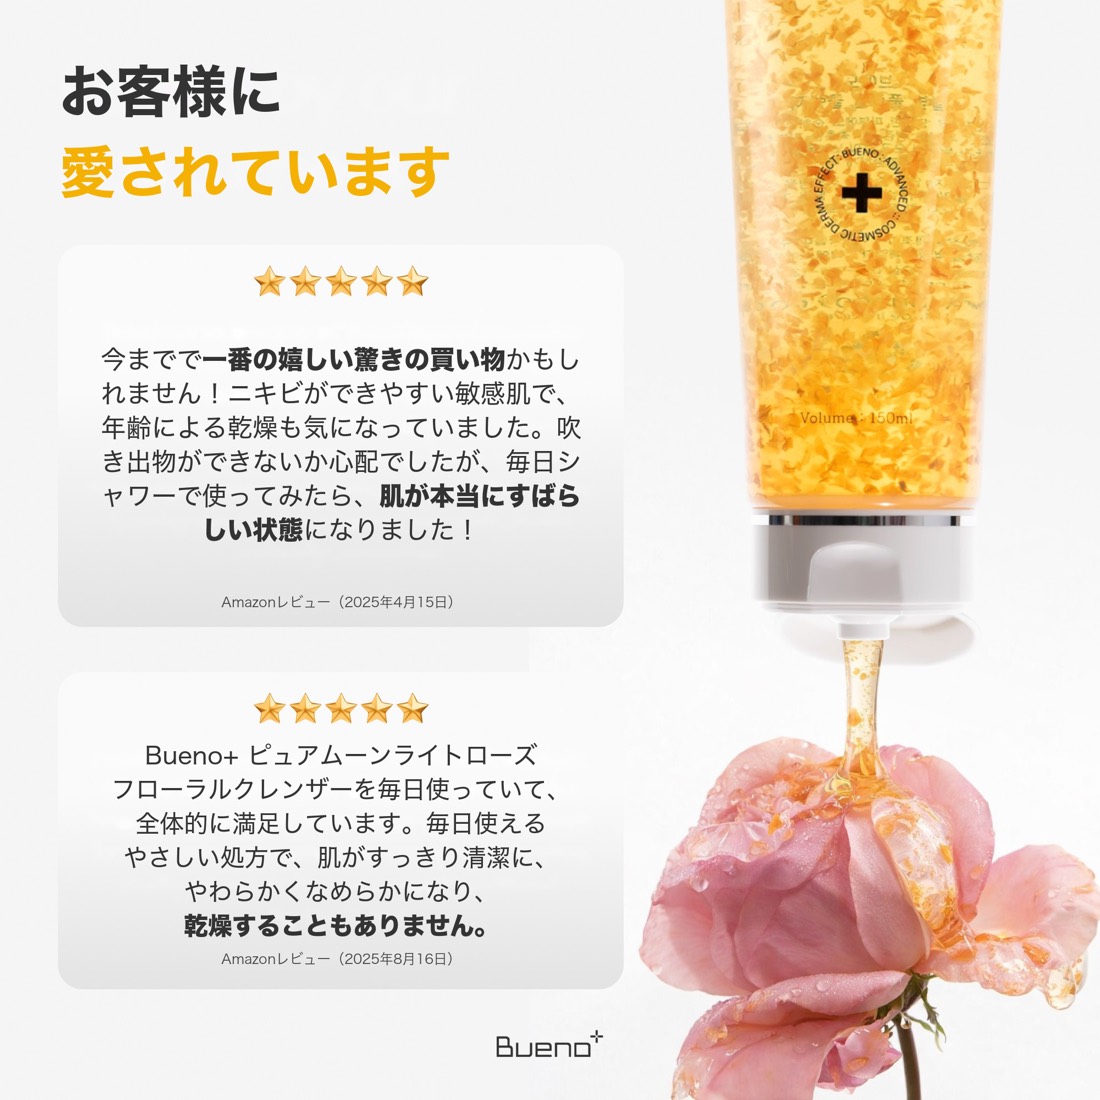 お客様に
愛されています
今までで一番の嬉しい驚きの買い物かもし
れません！ニキビができやすい敏感肌で、
年齢による乾燥も気になっていました。吹
き出物ができないか心配でしたが、毎日シ
ャワーで使ってみたら、肌が本当にすばら
しい状態になりました！
Amazonレビュー（2025年4月15日）
Bueno+ ピュアムーンライトローズ
フローラルクレンザーを毎日使っていて、
全体的に満足しています。毎日使える
やさしい処方で、肌がすっきり清潔に、
やわらかくなめらかになり、
乾燥することもありません。
Amazonレビュー（2025年8月16日）
BUENO : ADVANCED :: COSMETIC DERMA EFFECT :
Volume : 150ml
Bueno+